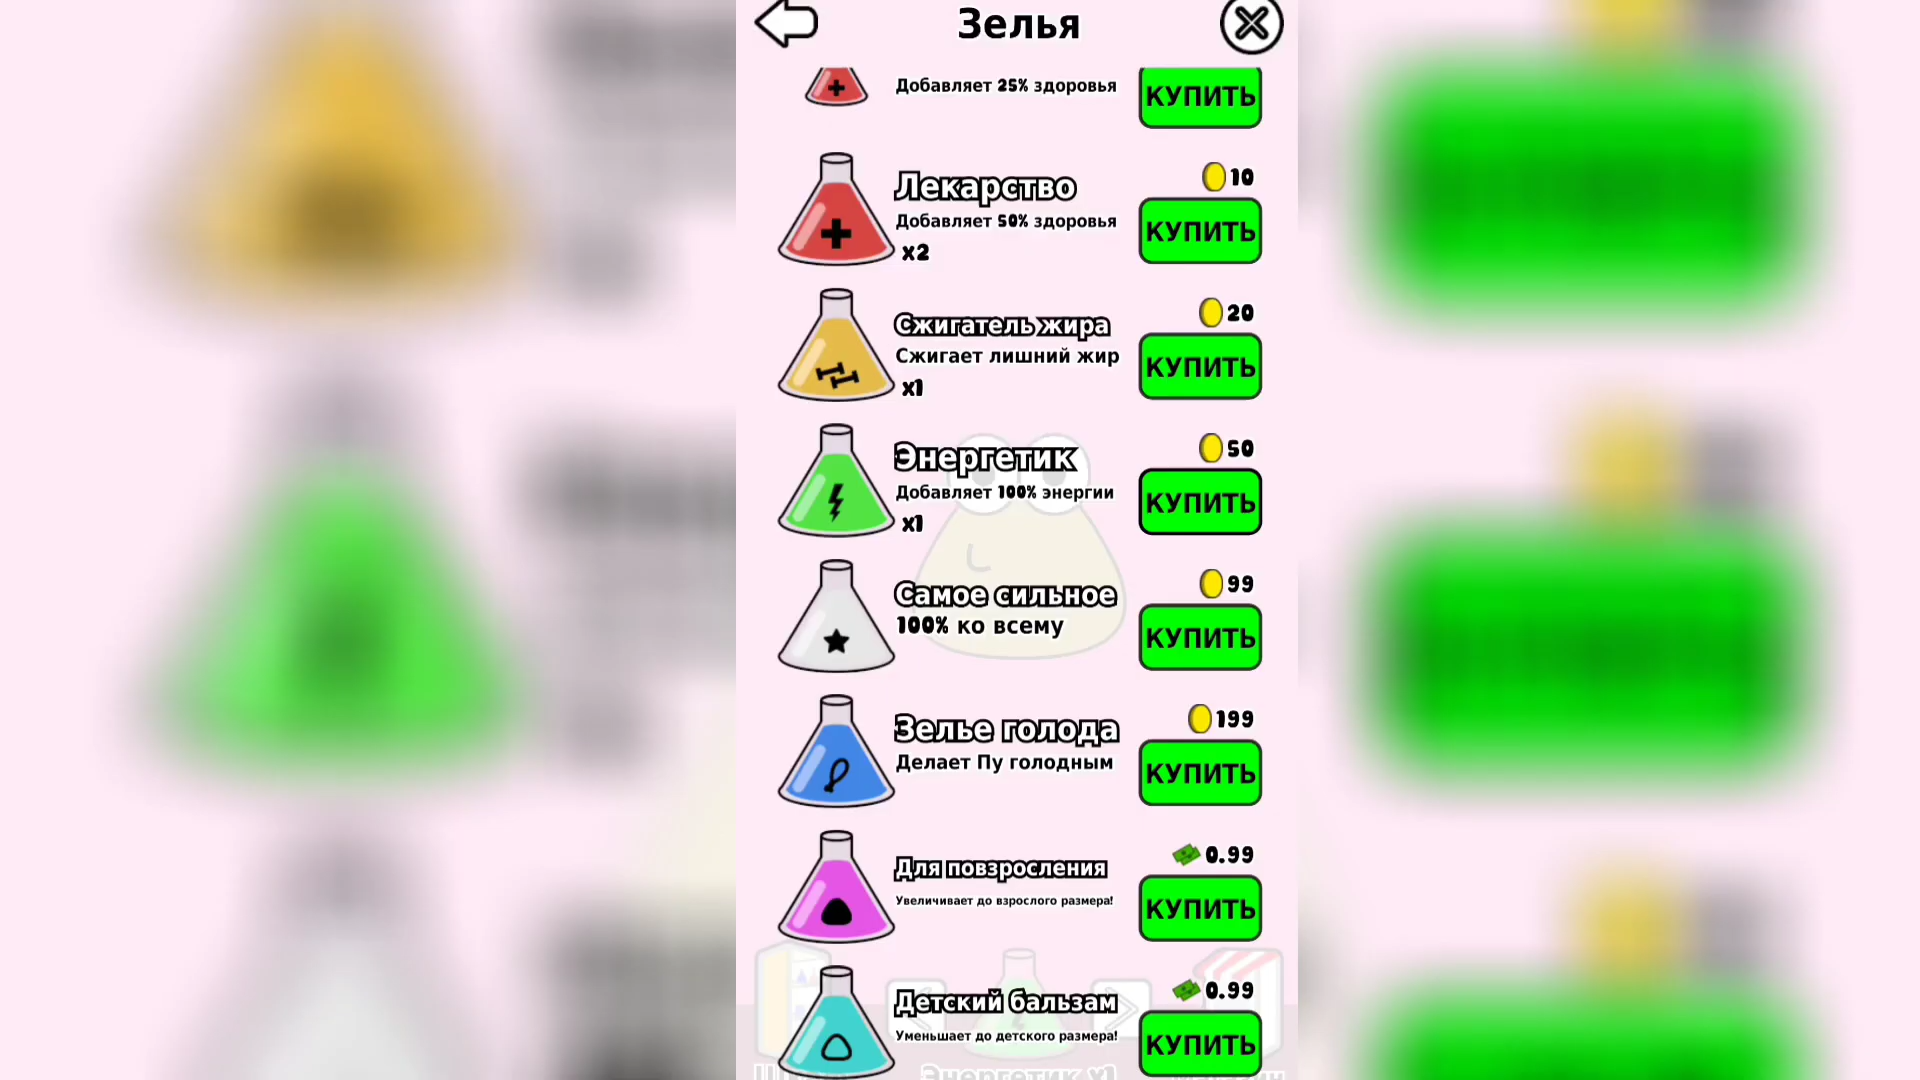 Зелья
Добавляет 25% здоровья
КУПИТЬ
Лекарство
10
Добавляет 50% здоровья
КУПИТЬ
x2
Сжигатель жира
20
Сжигает лишний жир
КУПИТЬ
x1
Энергетик
50
Добавляет 100% энергии
КУПИТЬ
x1
Самое сильное
99
100% ко всему
КУПИТЬ
Зелье голода
199
Делает Пу голодным
КУПИТЬ
Для повзросления
0.99
Увеличивает до взрослого размера!
КУПИТЬ
Детский бальзам
0.99
Уменьшает до детского размера!
КУПИТЬ
Энергетик x1